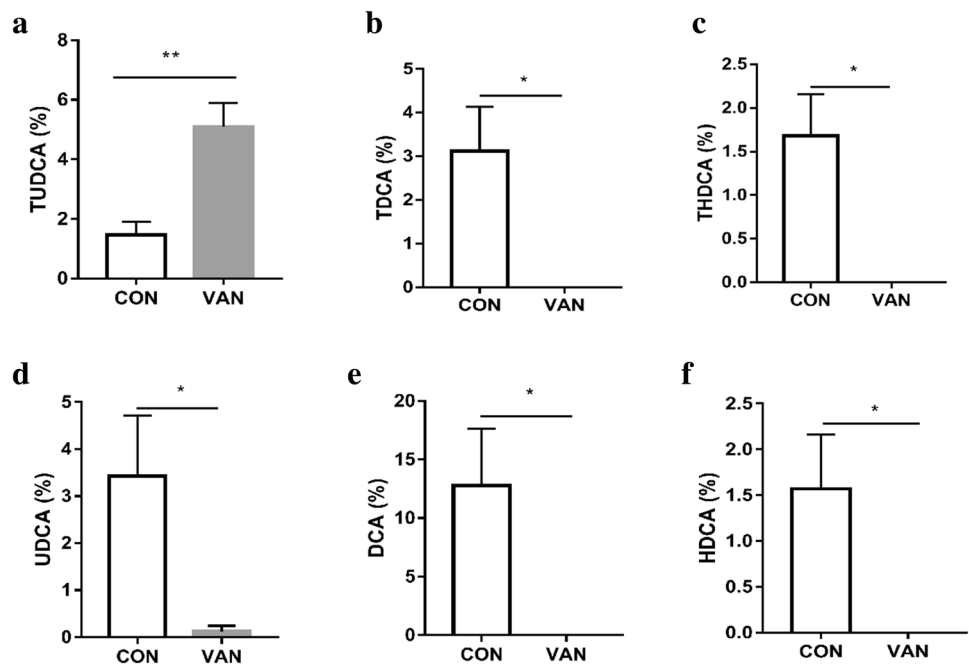 a
TUDCA (%)
8
6
4
2
0
**
CON VAN
b
TDCA (%)
5
4
3
2
1
0
*
CON VAN
c
THDCA (%)
2.5
2.0
1.5
1.0
0.5
0.0
*
CON VAN
d
UDCA (%)
5
4
3
2
1
0
*
CON VAN
e
DCA (%)
20
15
10
5
0
*
CON VAN
f
HDCA (%)
2.5
2.0
1.5
1.0
0.5
0.0
*
CON VAN